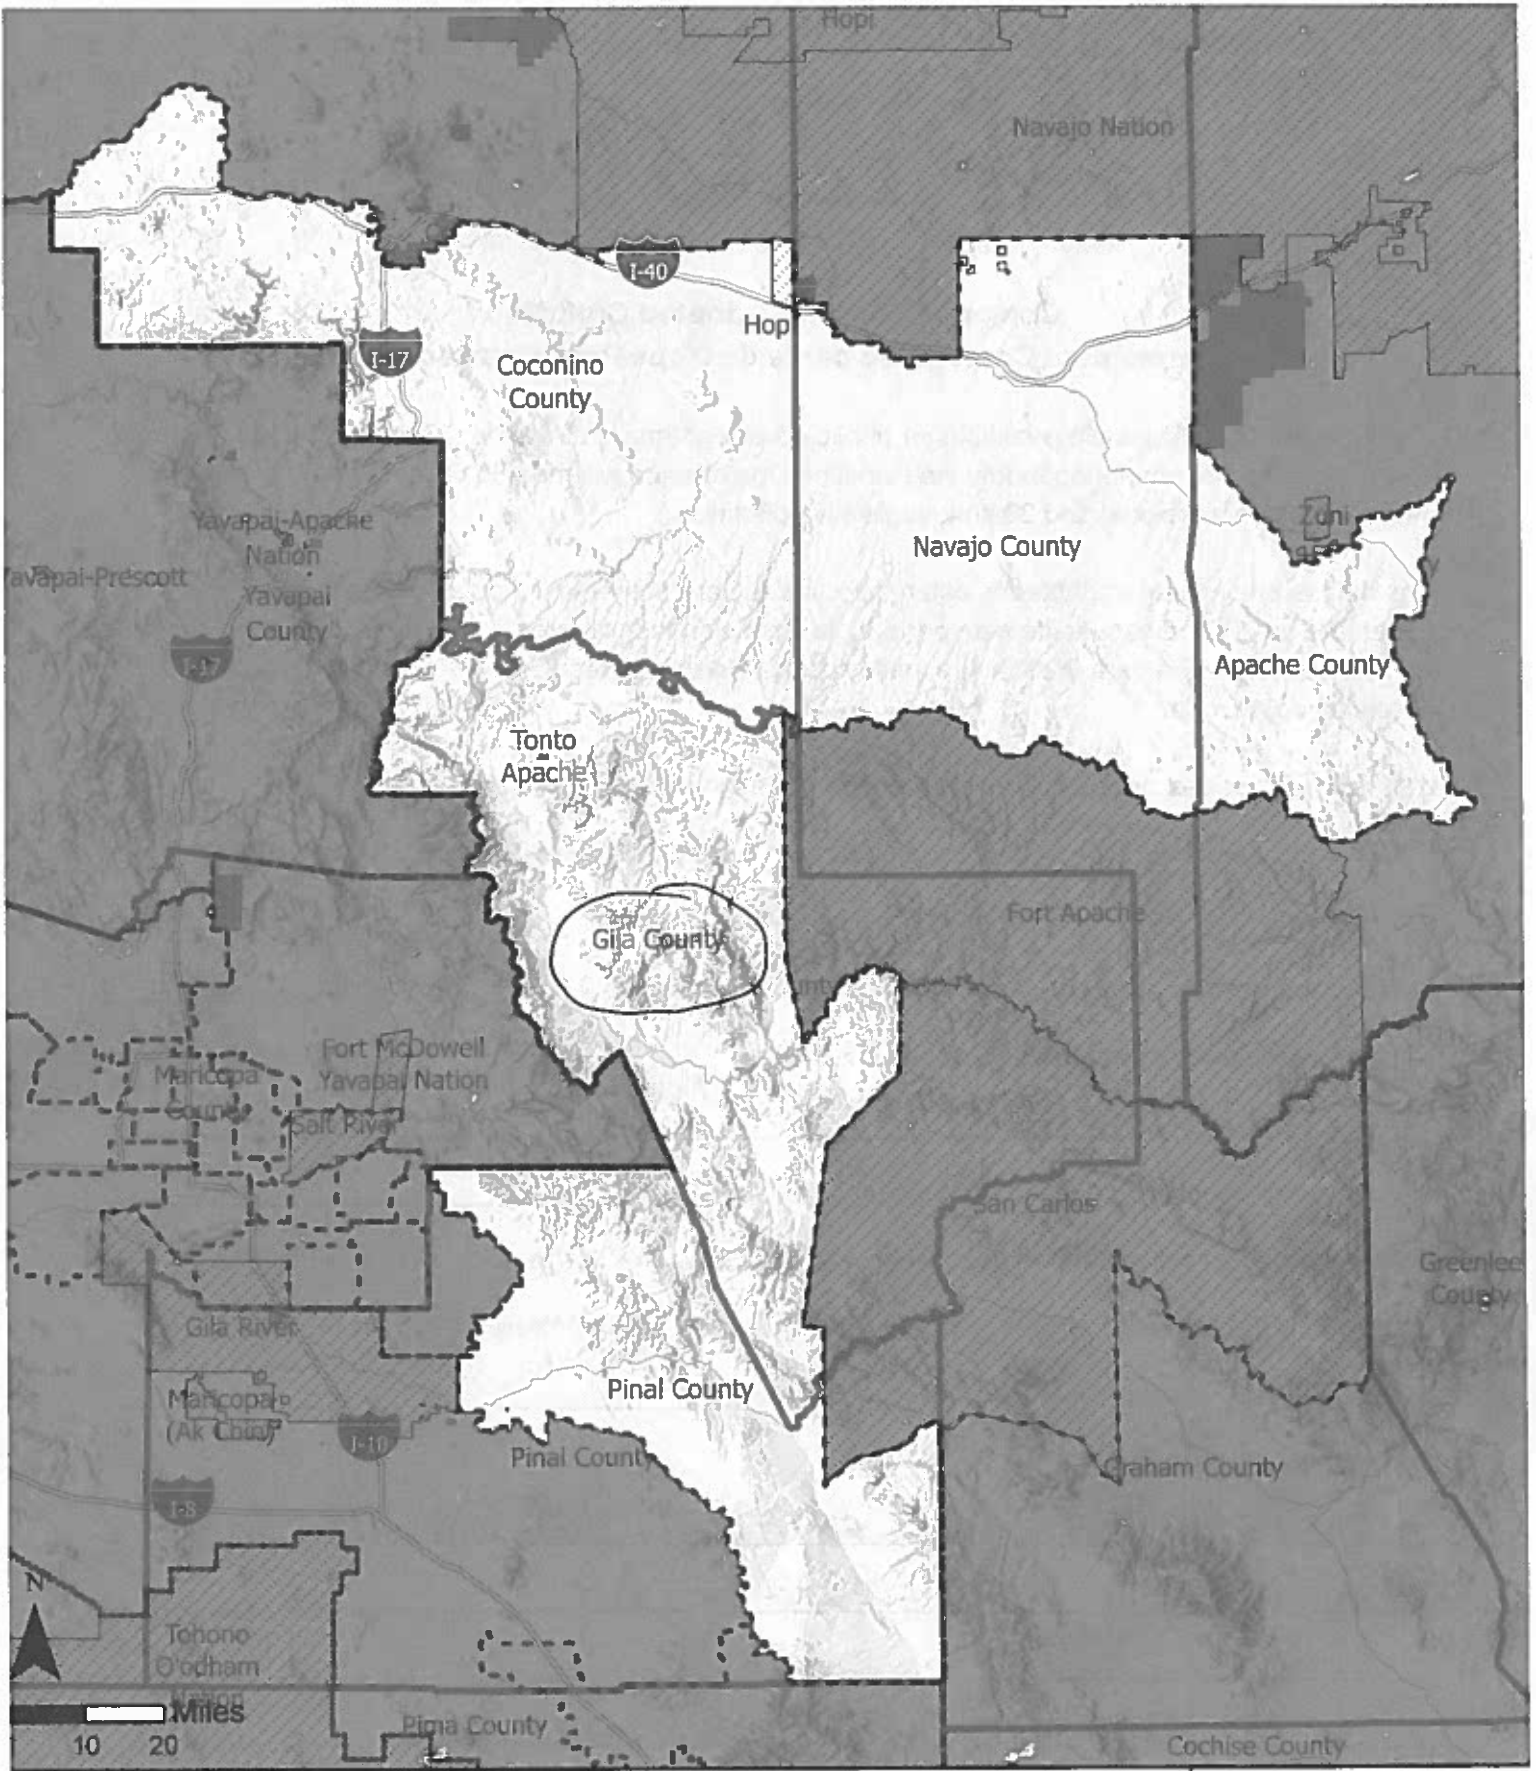 Hopi
Navajo Nation
I-40
Hop
I-17
Coconino
County
Yavapai-Apache
Nation
Navajo County
Zuni
Yavapai-Prescott
Yavapai
County
I-17
Apache County
Tonto
Apache
Fort Apache
Gila County
Fort McDowell
Yavapai Nation
Maricopa
County
Salt River
San Carlos
Greenlee
County
Gila River
Pinal County
Maricopa
(Ak Chin)
I-10
Pinal County
Graham County
I-8
N
Tohono
O'odham
Nation
Miles
10 20
Pima County
Cochise County